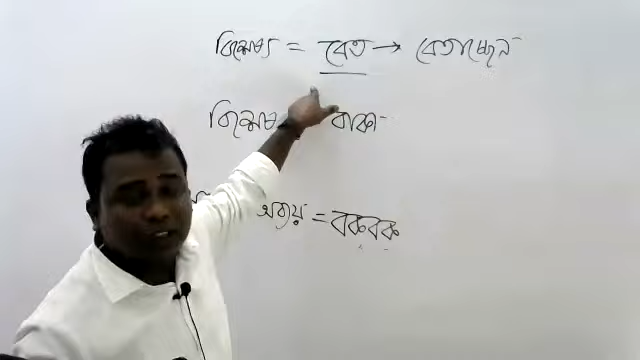 বিশেষ্য = বেত → বেতাচ্ছেন
বিশেষণ বাকা
অব্যয় = বকবক